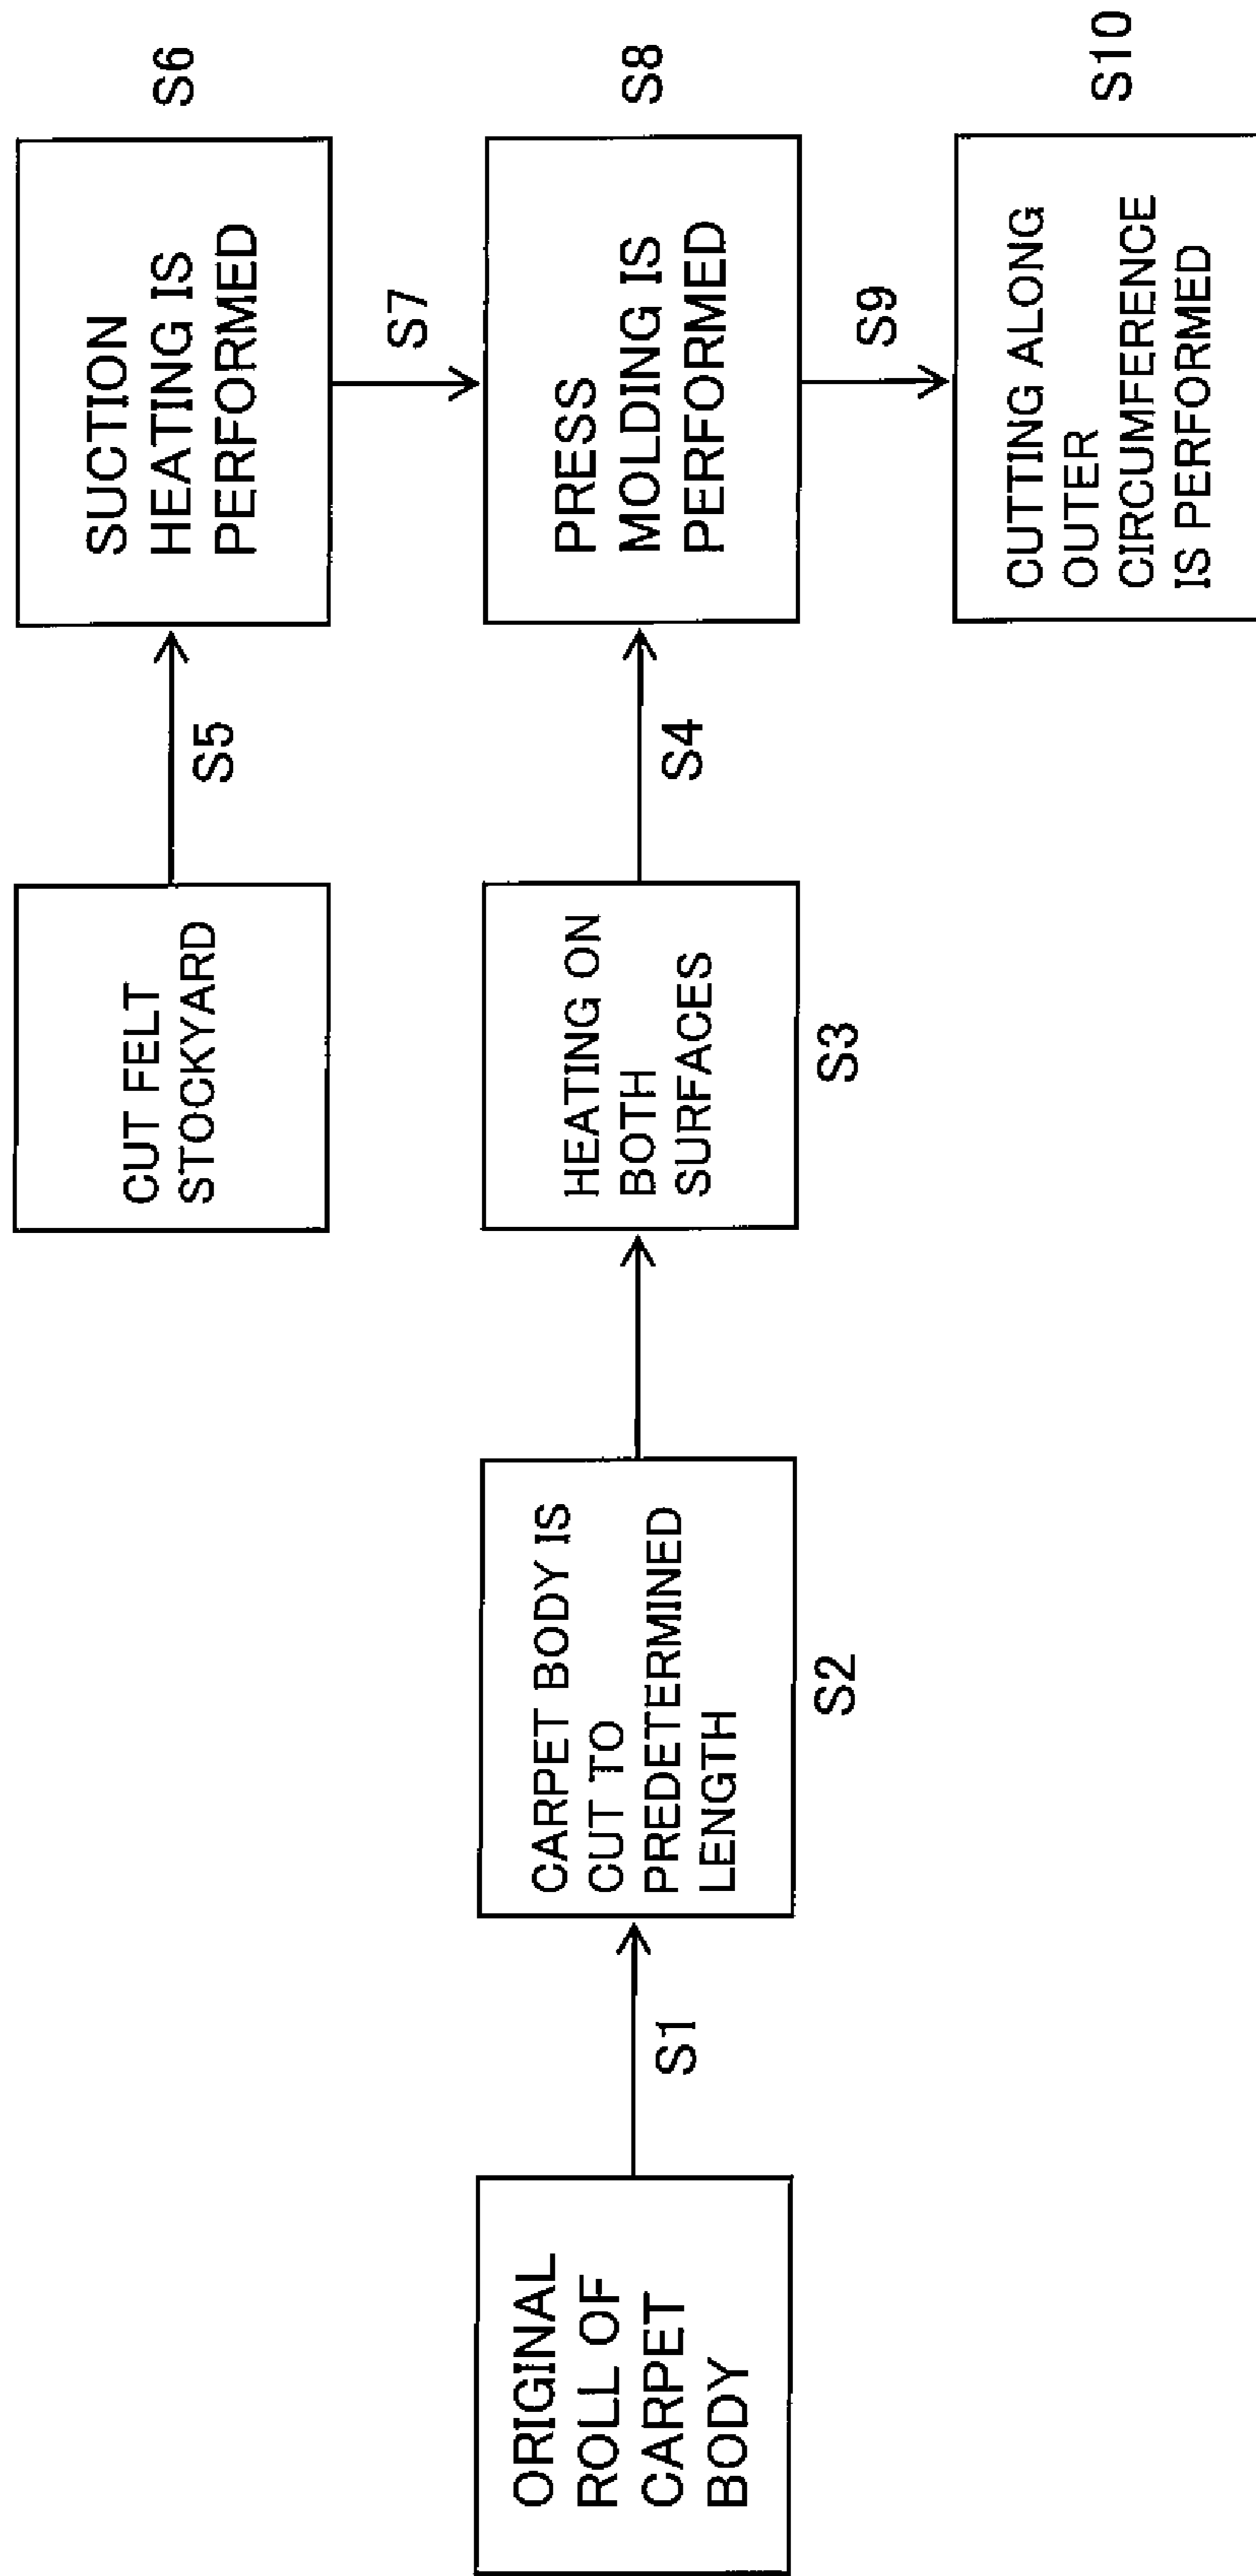 CUT FELT
STOCKYARD
S5
SUCTION
HEATING IS
PERFORMED
S6
S7
ORIGINAL
ROLL OF
CARPET
BODY
S1
CARPET BODY IS
CUT TO
PREDETERMINED
LENGTH
S2
HEATING ON
BOTH
SURFACES
S3
S4
PRESS
MOLDING IS
PERFORMED
S8
S9
CUTTING ALONG
OUTER
CIRCUMFERENCE
IS PERFORMED
S10